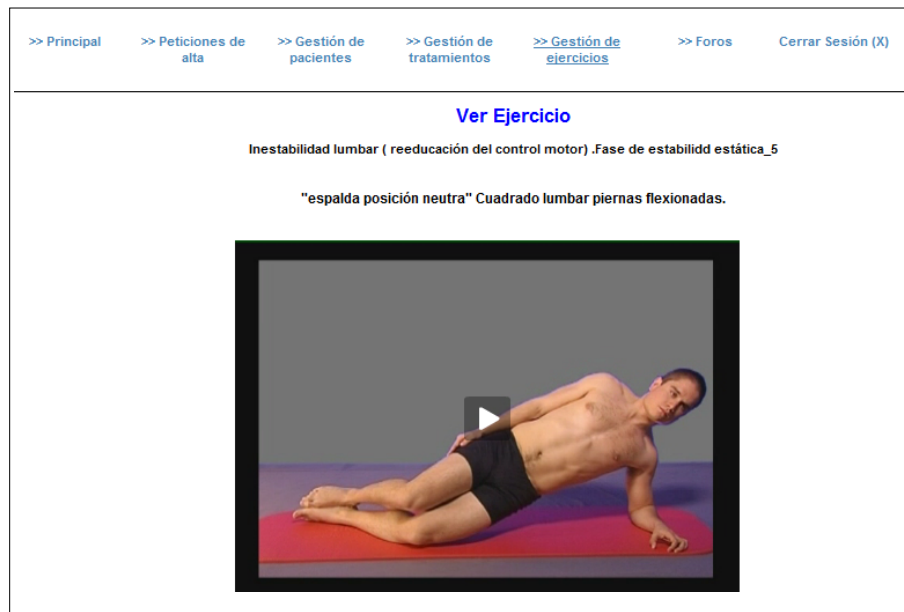 >> Principal >> Peticiones de alta >> Gestión de pacientes >> Gestión de tratamientos >> Gestión de ejercicios >> Foros Cerrar Sesión (X)
Ver Ejercicio
Inestabilidad lumbar ( reeducación del control motor) .Fase de estabilidd estática_5
"espalda posición neutra" Cuadrado lumbar piernas flexionadas.